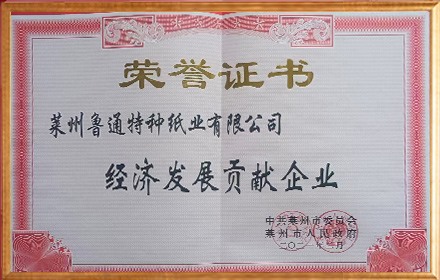 荣誉证书
莱州鲁通特种纸业有限公司
经济发展贡献企业
中共莱州市委员会
莱州市人民政府